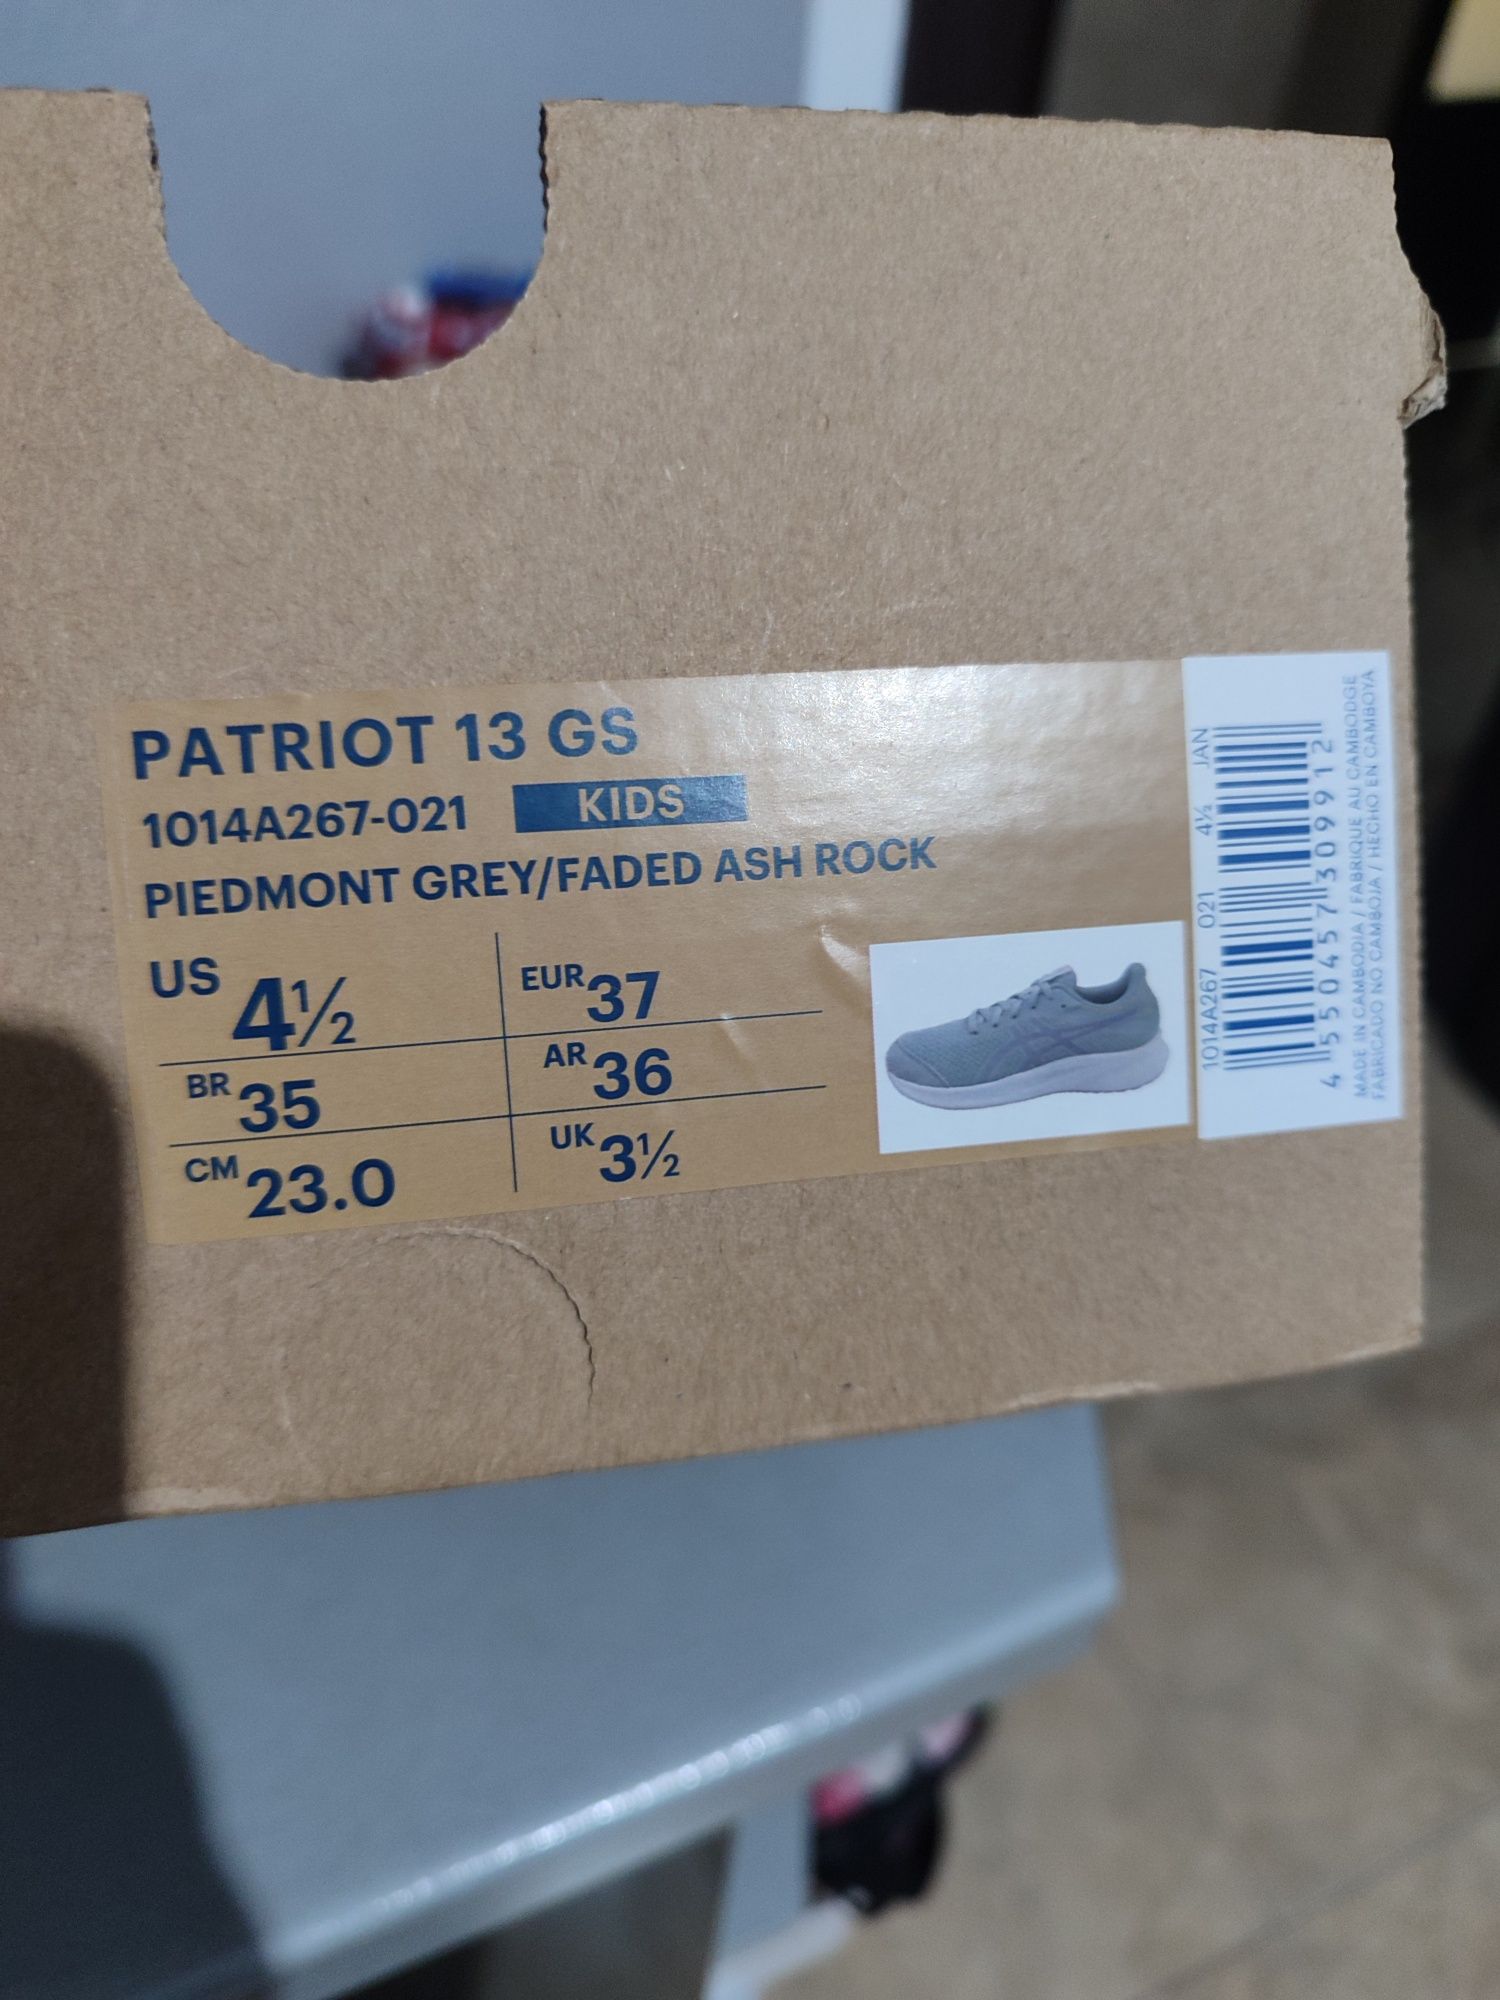 PATRIOT 13 GS
1014A267-021 KIDS
PIEDMONT GREY/FADED ASH ROCK
US 4½
EUR 37
BR 35
AR 36
CM 23.0
UK 3½
1014A267 021 4½ JAN
4 550457 309912
MADE IN CAMBODIA / FABRIQUE AU CAMBODGE
FABRICADO NO CAMBOJA / HECHO EN CAMBOYA